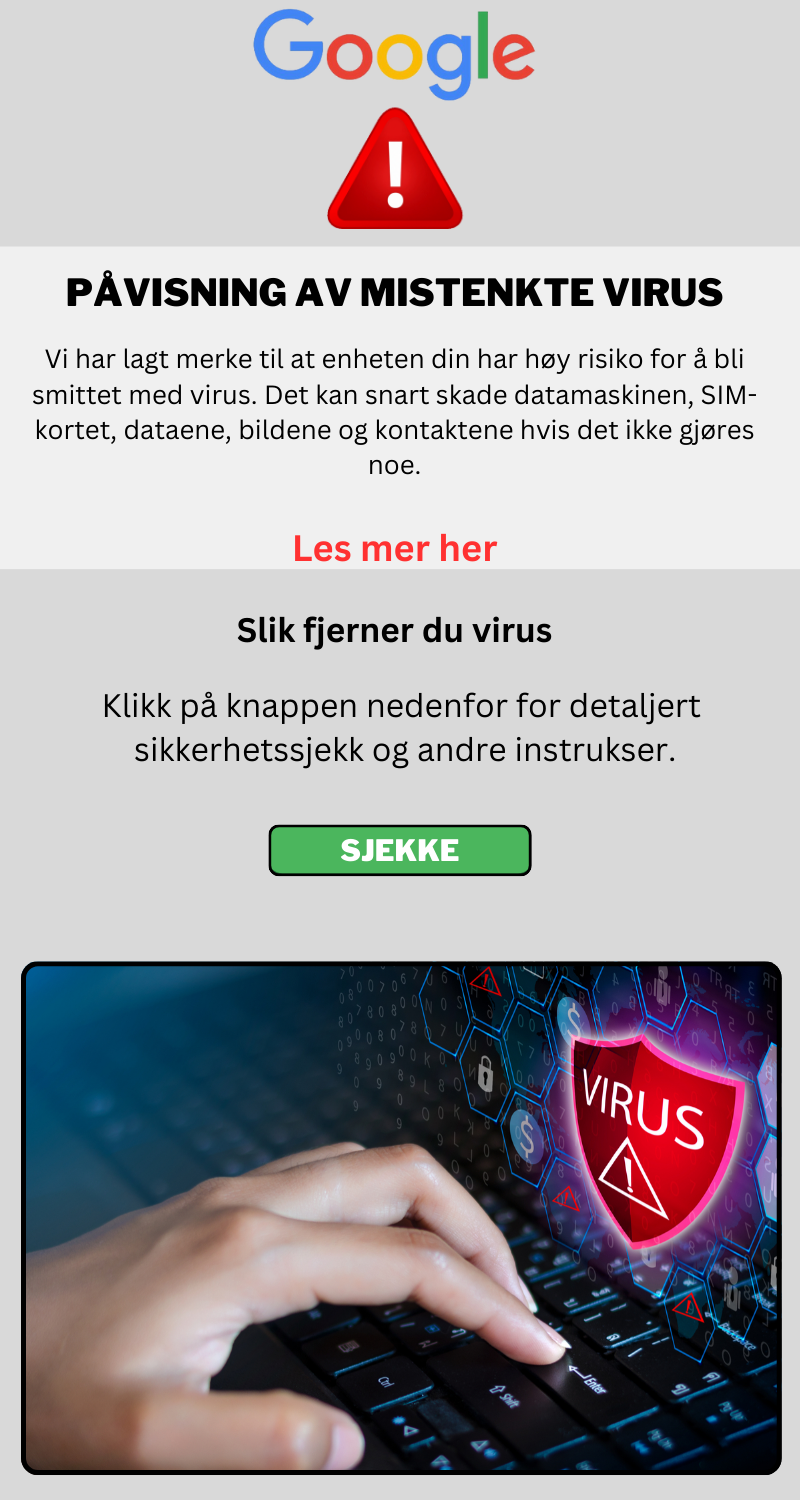 Google
!
PÅVISNING AV MISTENKTE VIRUS
Vi har lagt merke til at enheten din har høy risiko for å bli
smittet med virus. Det kan snart skade datamaskinen, SIM-
kortet, dataene, bildene og kontaktene hvis det ikke gjøres
noe.
Les mer her
Slik fjerner du virus
Klikk på knappen nedenfor for detaljert
sikkerhetssjekk og andre instrukser.
SJEKKE
VIRUS
!
Backspace
Enter
Shift
Ctrl